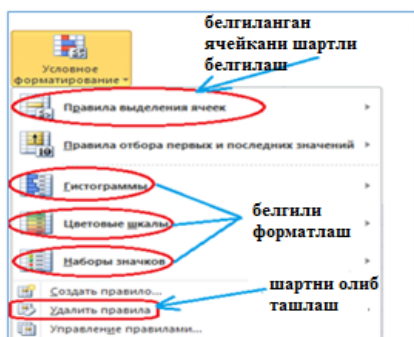 белгиланган
ячейкани шартли
белгилаш
Условное
форматирование
Правила выделения ячеек
Правила отбора первых и последних значений
Гистограммы
Цветовые шкалы
Наборы значков
белгили
форматлаш
Создать правило...
Удалить правила
Управление правилами...
шартни олиб
ташлаш